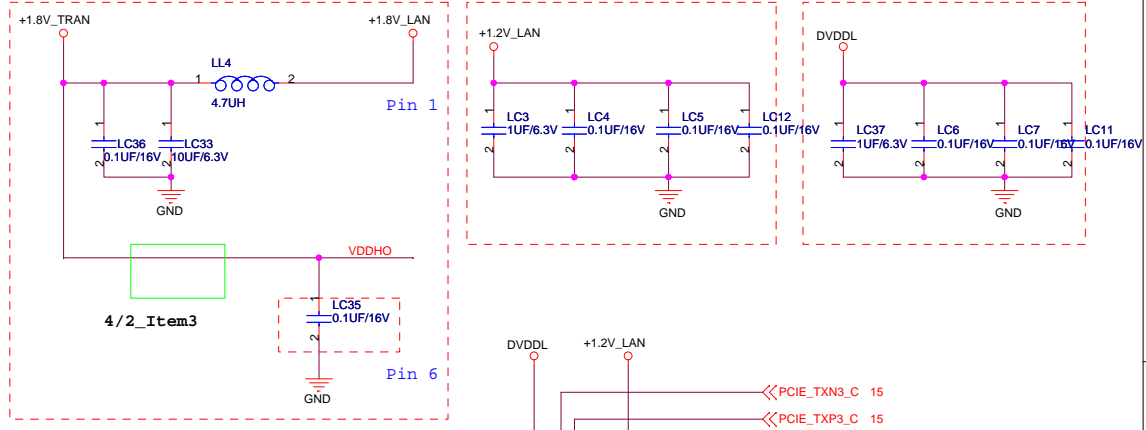 +1.8V_TRAN
+1.8V_LAN
LL4
1 2
4.7UH
Pin 1
1 1
LC36 LC33
0.1UF/16V 10UF/6.3V
2 2
GND
VDDHO
4/2_Item3
1
LC35
0.1UF/16V
2
Pin 6
GND
+1.2V_LAN
1 1 1 1
LC3 LC4 LC5 LC12
1UF/6.3V 0.1UF/16V 0.1UF/16V 0.1UF/16V
2 2 2 2
GND
DVDDL
1 1 1 1
LC37 LC6 LC7 LC11
1UF/6.3V 0.1UF/16V 0.1UF/16V 0.1UF/16V
2 2 2 2
GND
DVDDL +1.2V_LAN
PCIE_TXN3_C 15
PCIE_TXP3_C 15